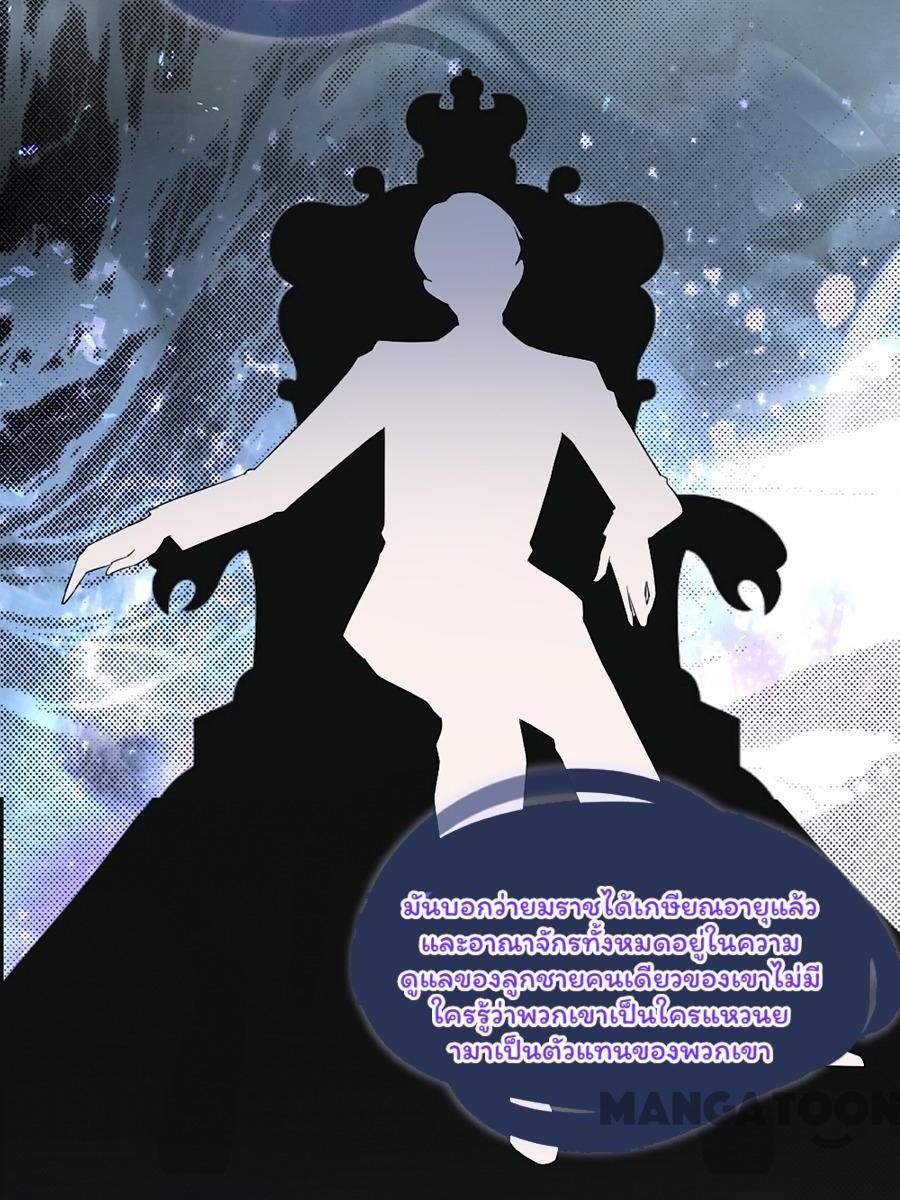 มันบอกว่ายมราชได้เกษียณอายุแล้ว
และอาณาจักรทั้งหมดอยู่ในความ
ดูแลของลูกชายคนเดียวของเขาไม่มี
ใครรู้ว่าพวกเขาเป็นใครแหวนย
ามาเป็นตัวแทนของพวกเขา
MANGATOON